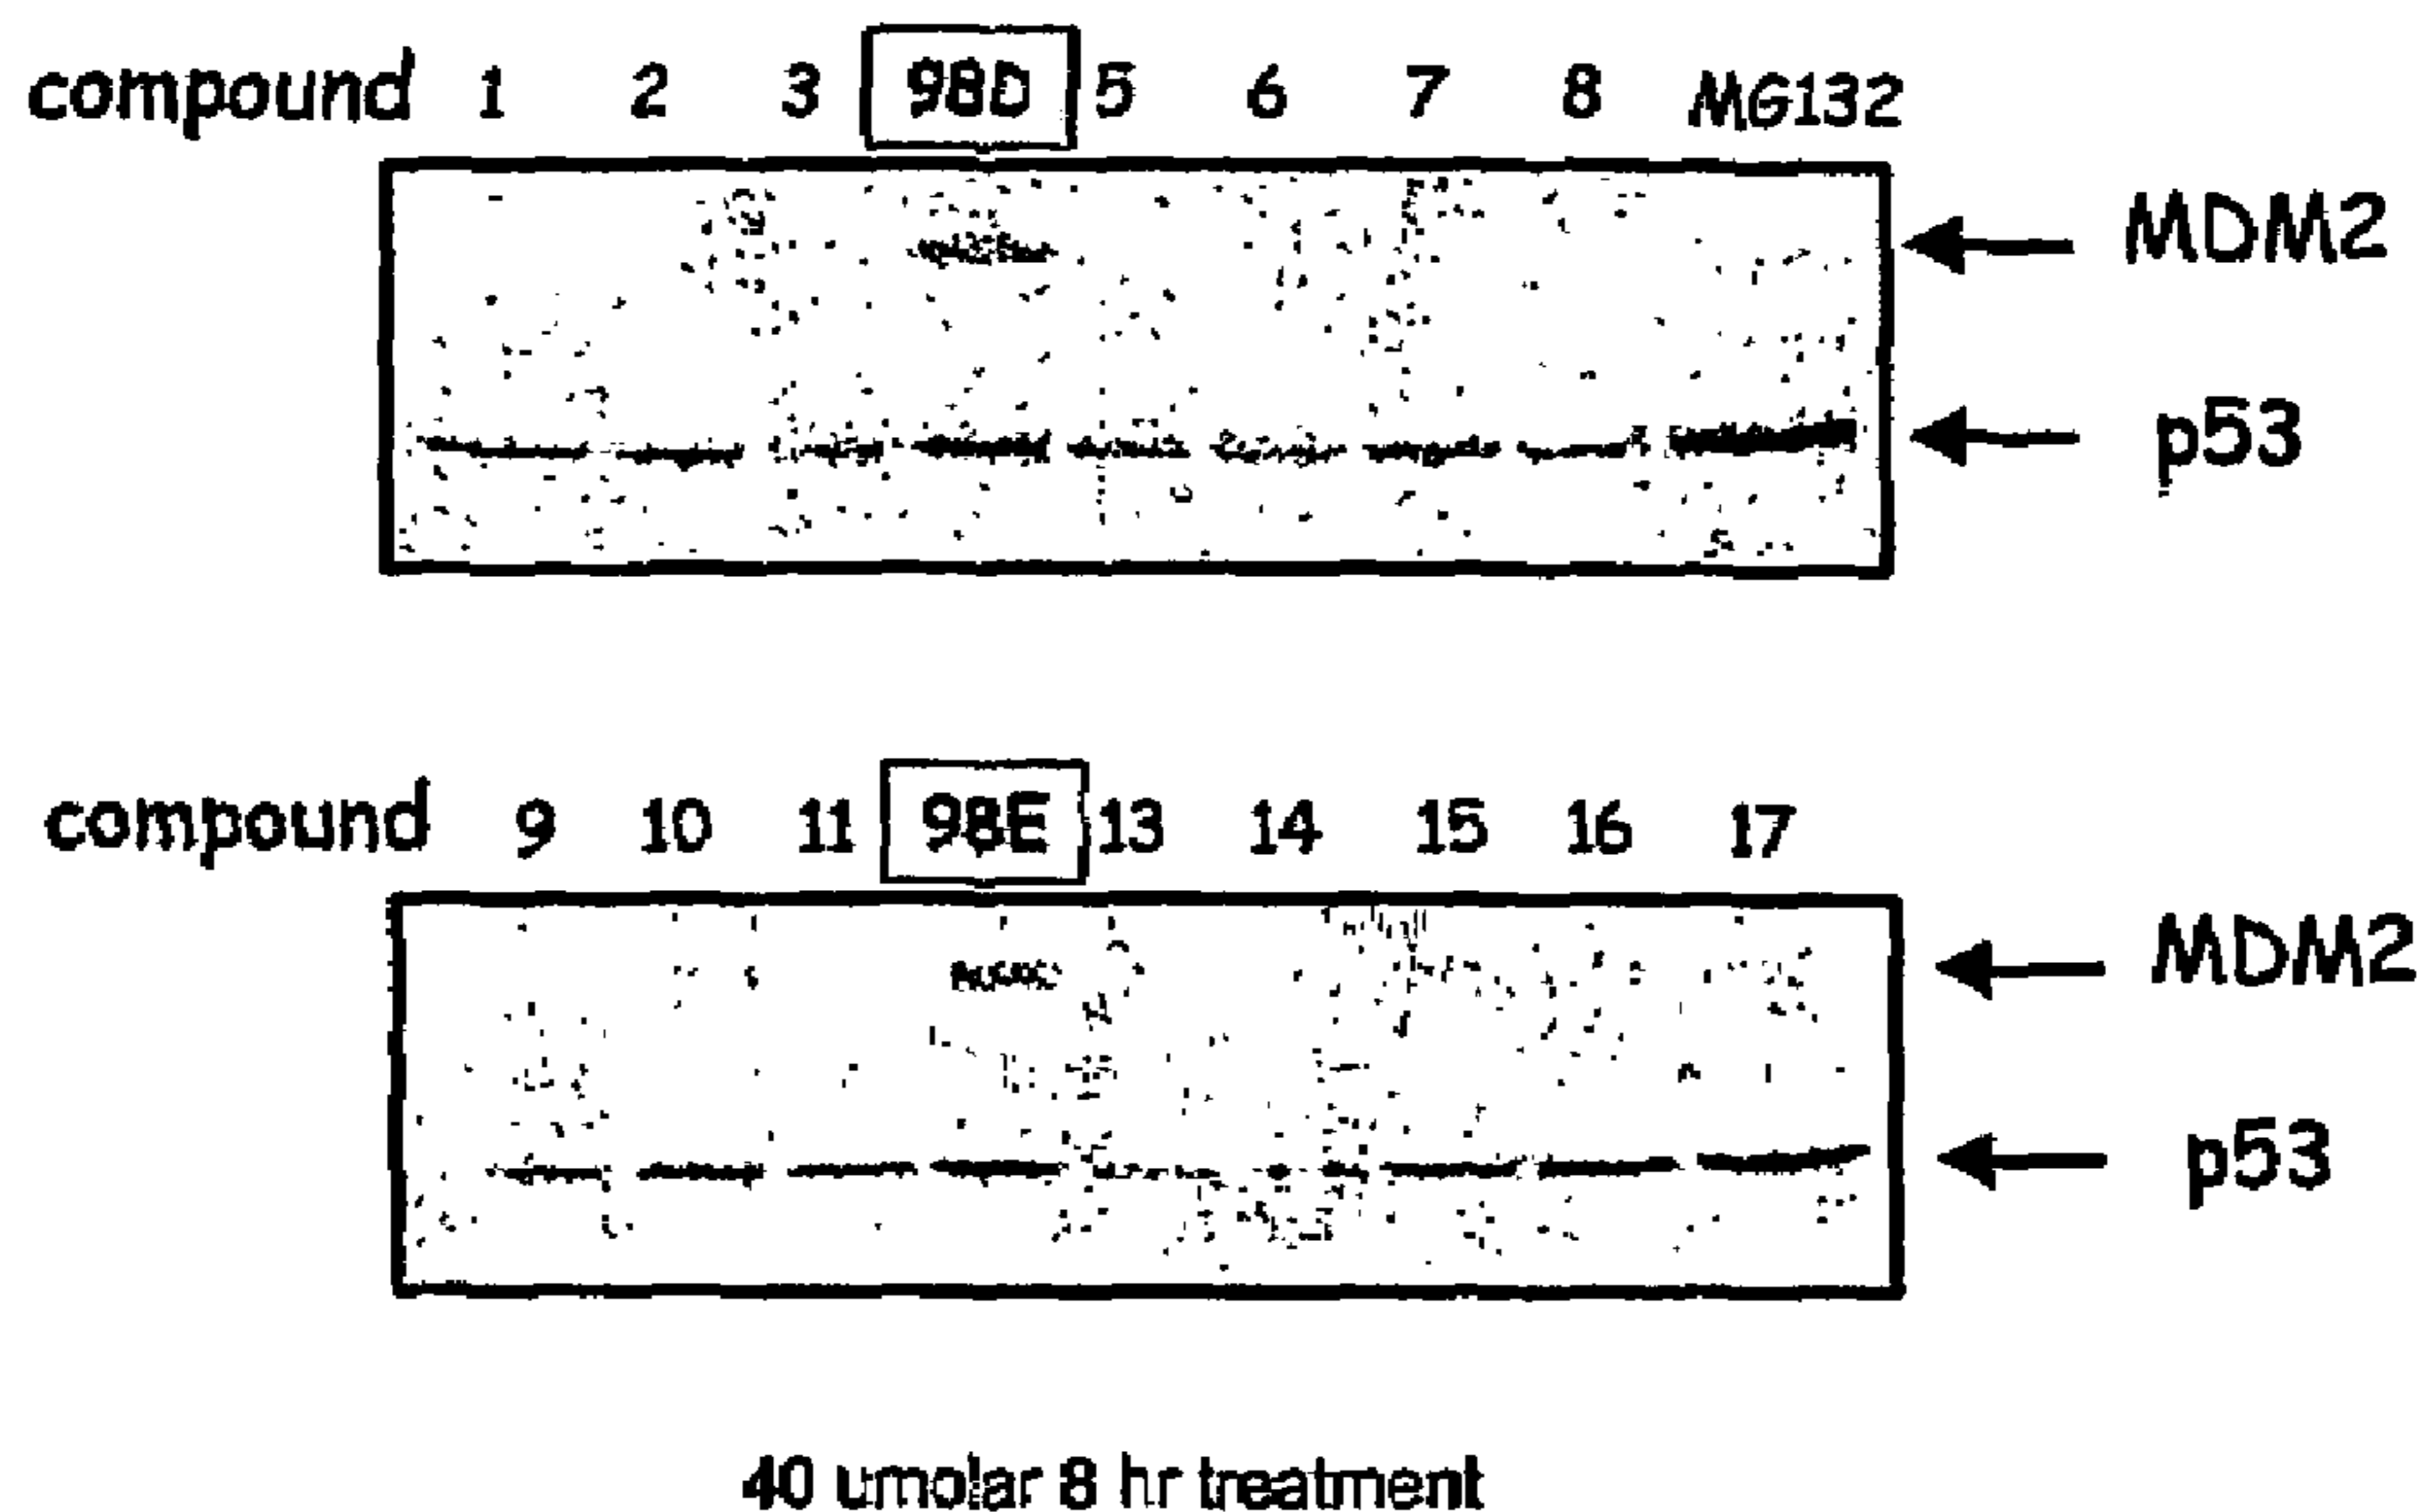 compound 1 2 3 98D 5 6 7 8 MG132
MDM2
p53
compound 9 10 11 98E 13 14 15 16 17
MDM2
p53
40 umolar 8 hr treatment